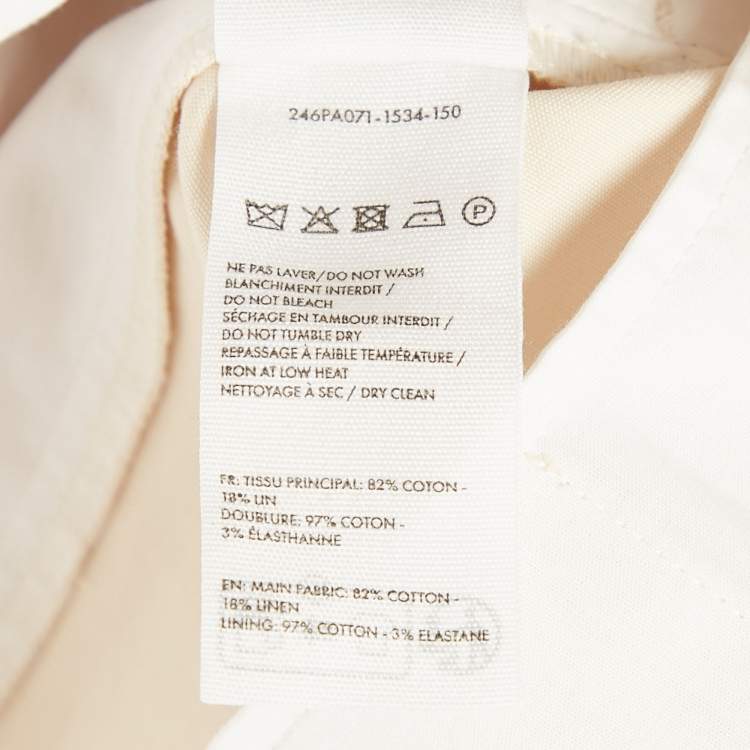 246PA071-1534-150
P
NE PAS LAVER/DO NOT WASH
BLANCHIMENT INTERDIT /
DO NOT BLEACH
SÉCHAGE EN TAMBOUR INTERDIT /
DO NOT TUMBLE DRY
REPASSAGE À FAIBLE TEMPÉRATURE /
IRON AT LOW HEAT
NETTOYAGE À SEC / DRY CLEAN
FR: TISSU PRINCIPAL: 82% COTON -
18% LIN
DOUBLURE: 97% COTON -
3% ÉLASTHANNE
EN: MAIN FABRIC: 82% COTTON -
18% LINEN
LINING: 97% COTTON - 3% ELASTANE